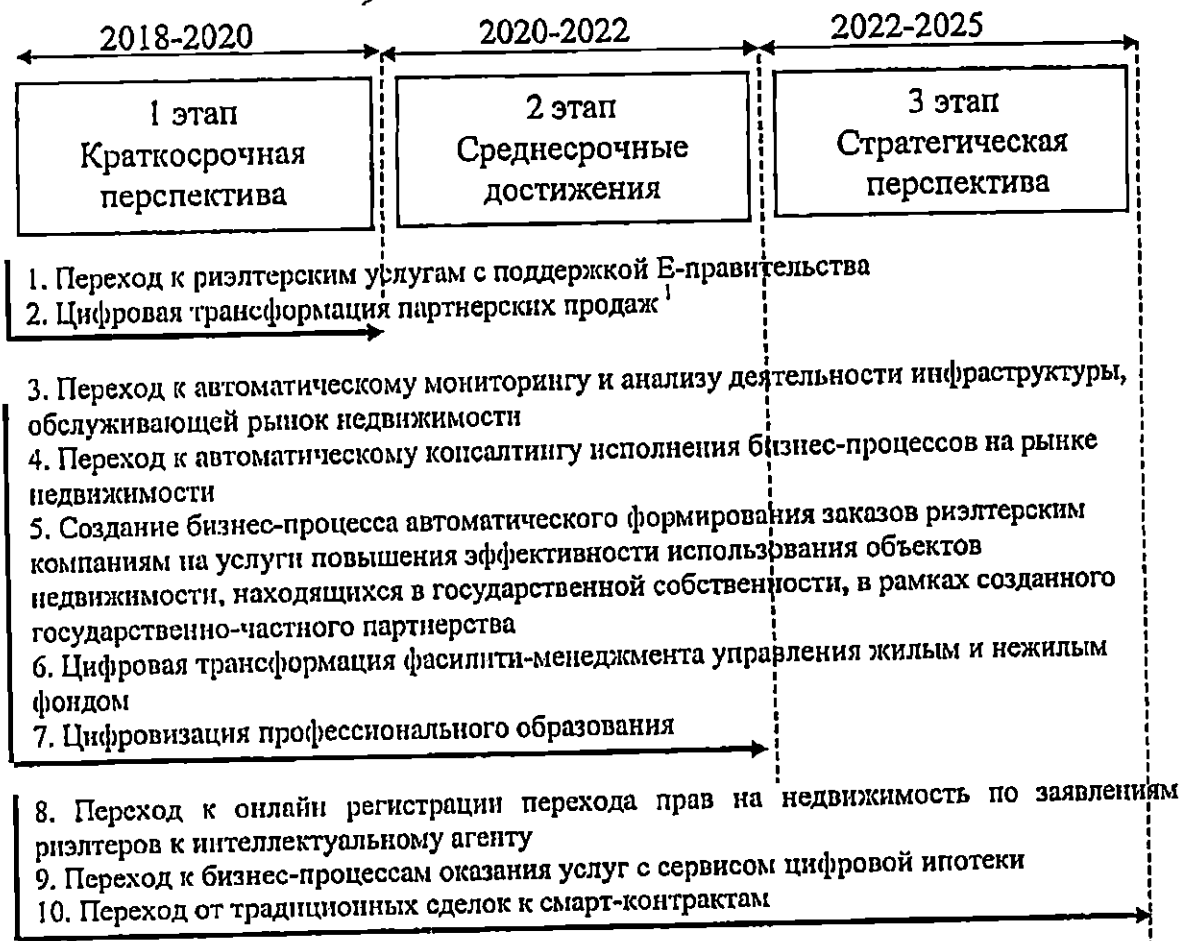 2018-2020
2020-2022
2022-2025
1 этап
Краткосрочная
перспектива
2 этап
Среднесрочные
достижения
3 этап
Стратегическая
перспектива
1. Переход к риэлтерским услугам с поддержкой Е-правительства
2. Цифровая трансформация партнерских продаж¹
3. Переход к автоматическому мониторингу и анализу деятельности инфраструктуры,
обслуживающей рынок недвижимости
4. Переход к автоматическому консалтингу исполнения бизнес-процессов на рынке
недвижимости
5. Создание бизнес-процесса автоматического формирования заказов риэлтерским
компаниям на услуги повышения эффективности использования объектов
недвижимости, находящихся в государственной собственности, в рамках созданного
государственно-частного партнерства
6. Цифровая трансформация фасилити-менеджмента управления жилым и нежилым
фондом
7. Цифровизация профессионального образования
8. Переход к онлайн регистрации перехода прав на недвижимость по заявлениям
риэлтеров к интеллектуальному агенту
9. Переход к бизнес-процессам оказания услуг с сервисом цифровой ипотеки
10. Переход от традиционных сделок к смарт-контрактам